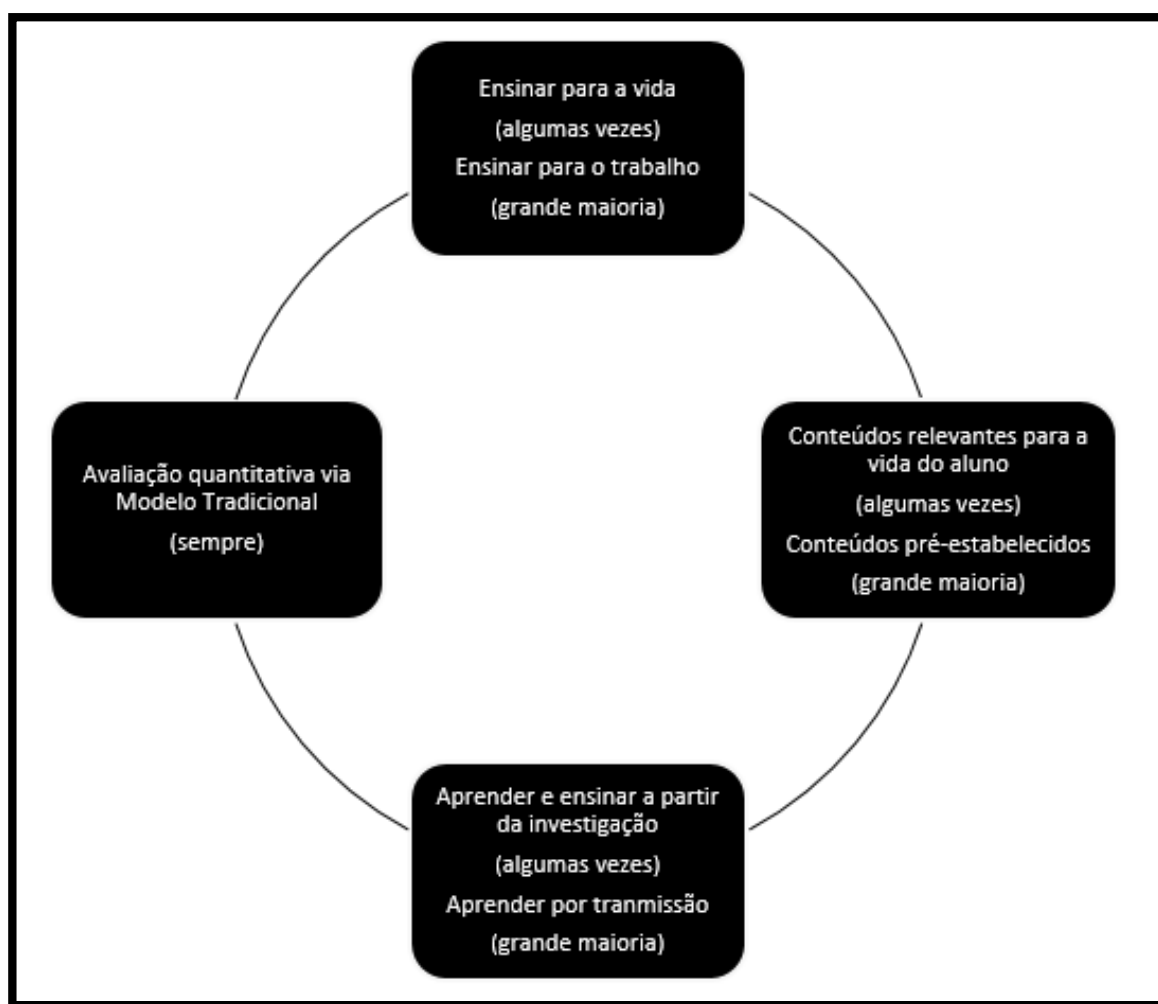 Ensinar para a vida
(algumas vezes)
Ensinar para o trabalho
(grande maioria)
Avaliação quantitativa via
Modelo Tradicional
(sempre)
Conteúdos relevantes para a
vida do aluno
(algumas vezes)
Conteúdos pré-estabelecidos
(grande maioria)
Aprender e ensinar a partir
da investigação
(algumas vezes)
Aprender por tranmissão
(grande maioria)